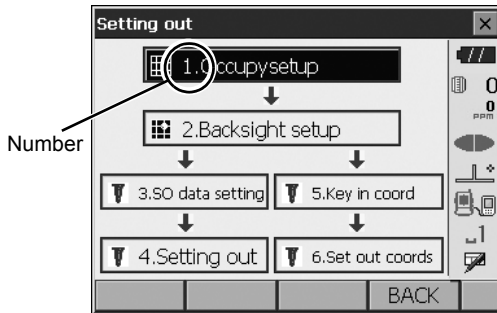 Setting out
1.Occupysetup
0
0
PPM
Number
2.Backsight setup
3.SO data setting
5.Key in coord
1
4.Setting out
6.Set out coords
BACK